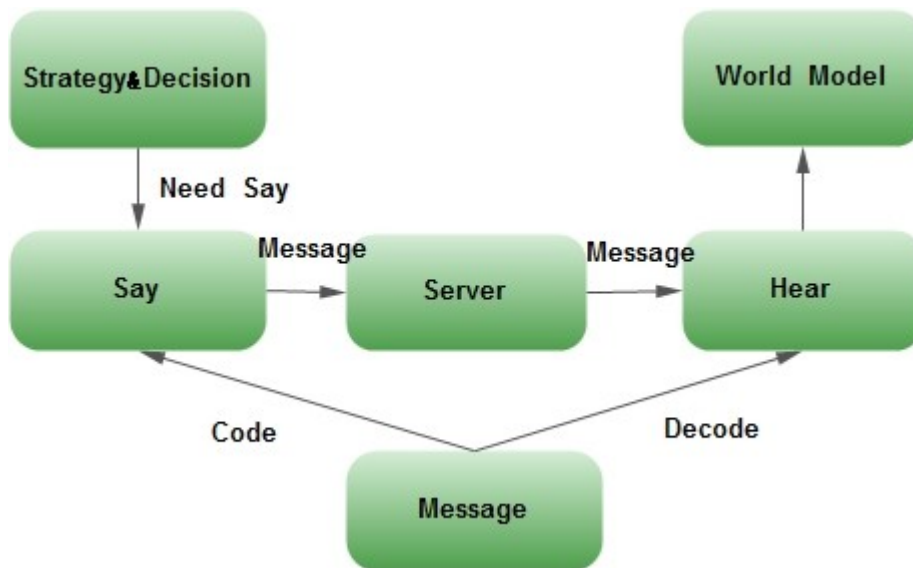 Strategy&Decision
World Model
Need Say
Message
Message
Say
Server
Hear
Code
Decode
Message